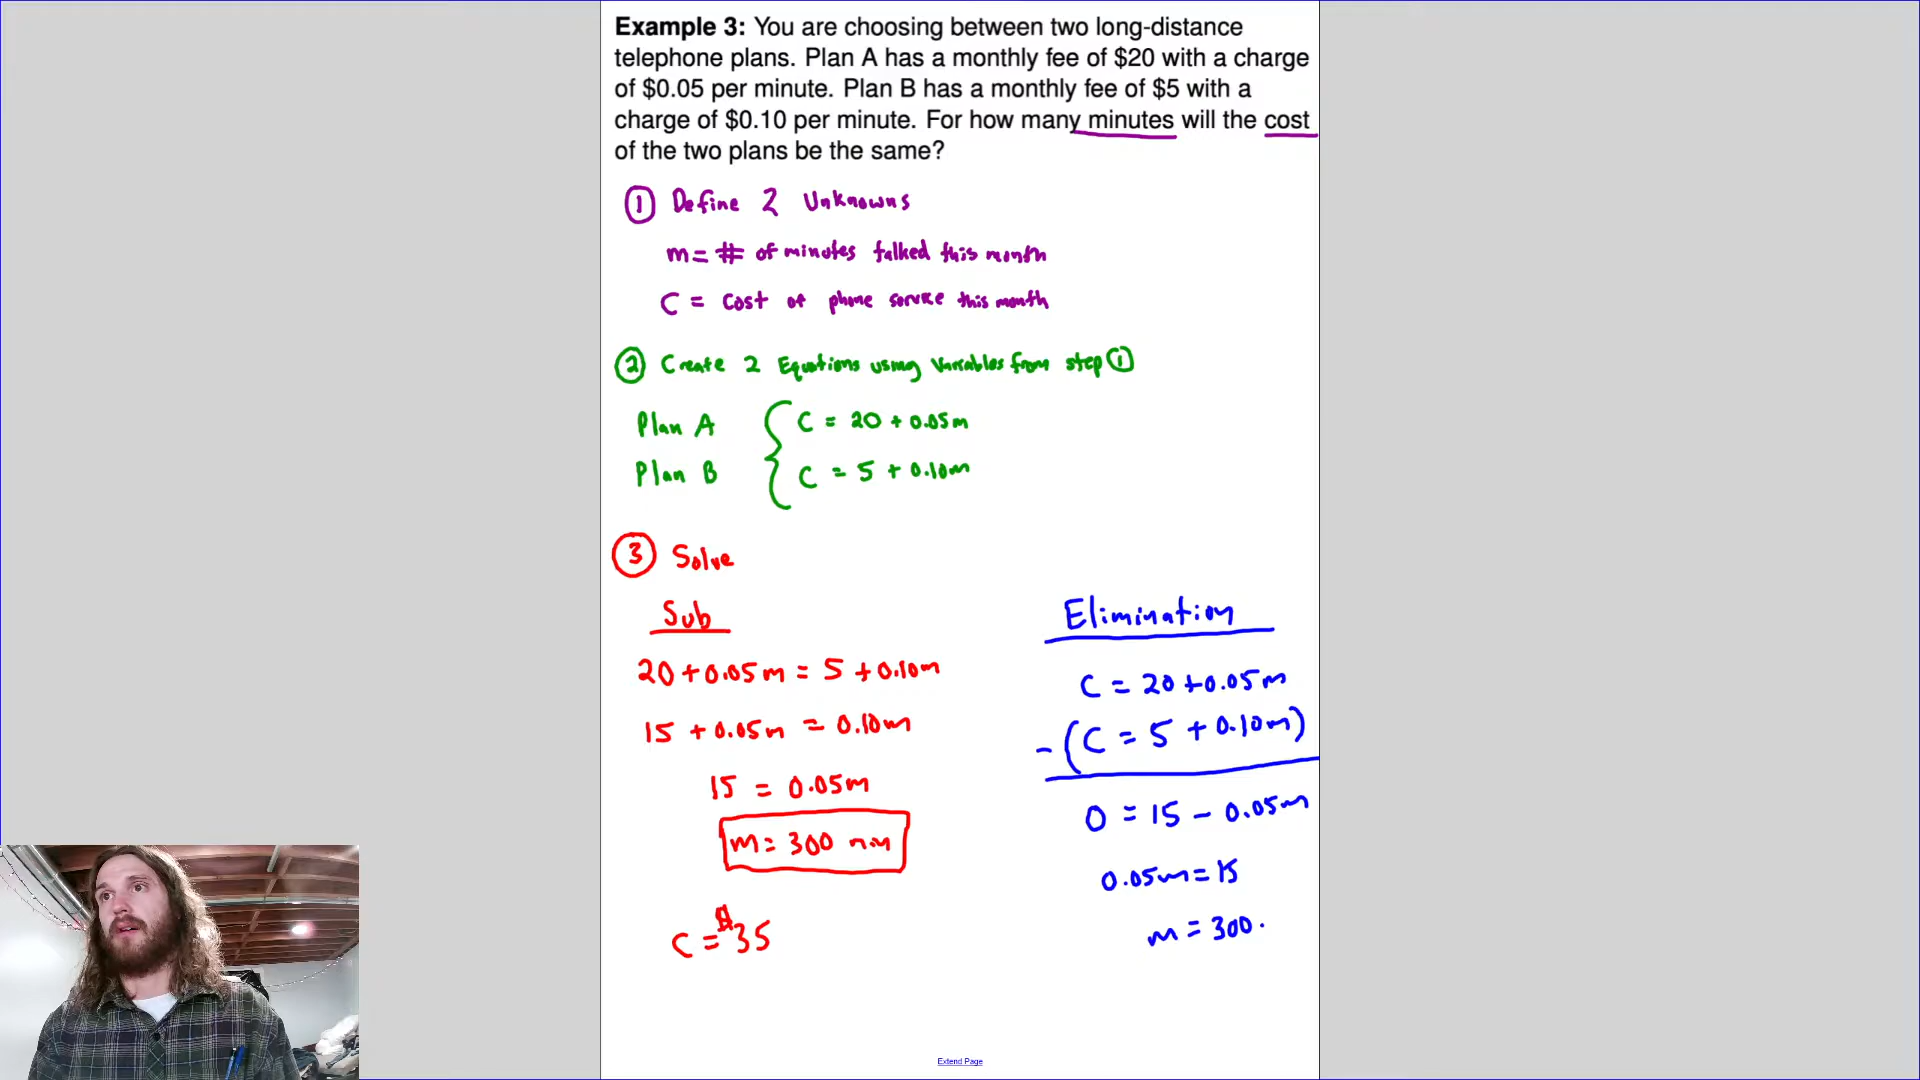 Example 3: You are choosing between two long-distance
telephone plans. Plan A has a monthly fee of $20 with a charge
of $0.05 per minute. Plan B has a monthly fee of $5 with a
charge of $0.10 per minute. For how many minutes will the cost
of the two plans be the same?
① Define 2 Unknowns
m = # of minutes talked this month
C = Cost of phone service this month
② Create 2 Equations using variables from step ①
Plan A { C = 20 + 0.05m
Plan B C = 5 + 0.10m
③ Solve
Sub
20 + 0.05m = 5 + 0.10m
15 + 0.05m = 0.10m
15 = 0.05m
m = 300
C = 35
Elimination
C = 20 + 0.05m
- (C = 5 + 0.10m)
0 = 15 - 0.05m
0.05m = 15
m = 300.
Extend Page